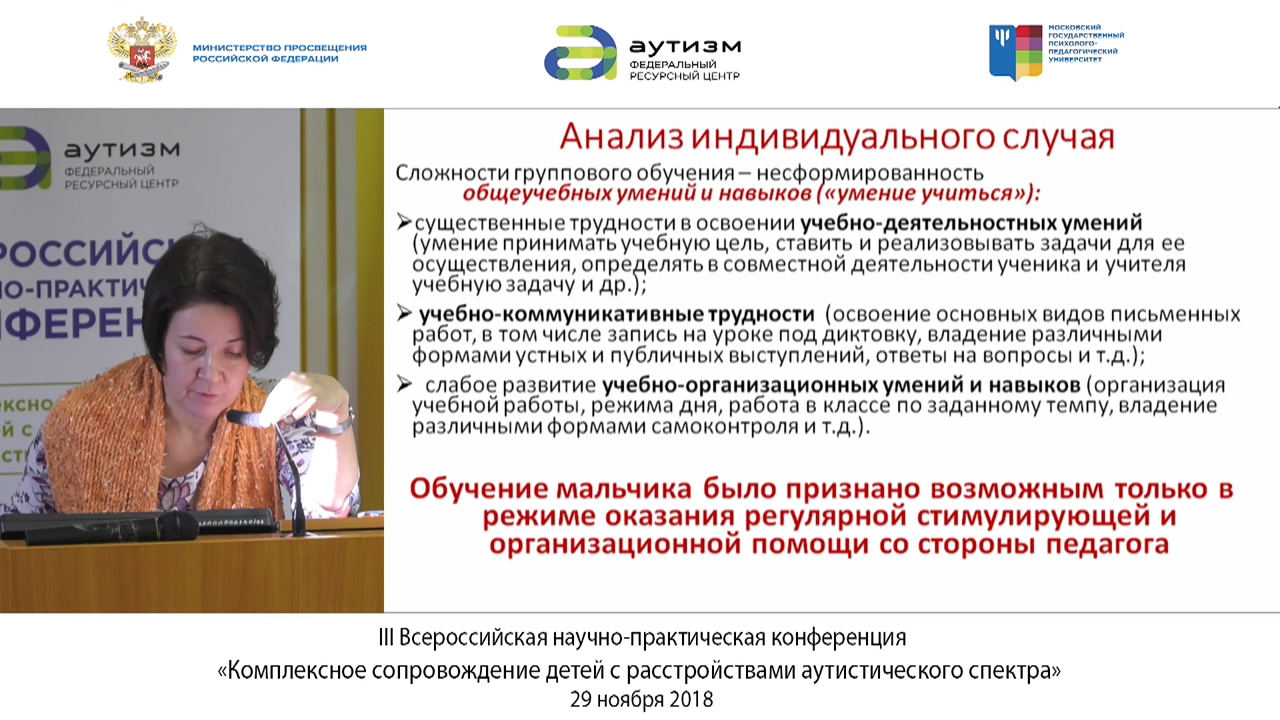 МИНИСТЕРСТВО ПРОСВЕЩЕНИЯ
РОССИЙСКОЙ ФЕДЕРАЦИИ
аутизм
ФЕДЕРАЛЬНЫЙ
РЕСУРСНЫЙ ЦЕНТР
МОСКОВСКИЙ
ГОСУДАРСТВЕННЫЙ
ПСИХОЛОГО-
ПЕДАГОГИЧЕСКИЙ
УНИВЕРСИТЕТ
аутизм
ФЕДЕРАЛЬНЫЙ
РЕСУРСНЫЙ ЦЕНТР
Анализ индивидуального случая
Сложности группового обучения – несформированность
общеучебных умений и навыков («умение учиться»):
существенные трудности в освоении учебно-деятельностных умений
(умение принимать учебную цель, ставить и реализовывать задачи для ее
осуществления, определять в совместной деятельности ученика и учителя
учебную задачу и др.);
учебно-коммуникативные трудности (освоение основных видов письменных
работ, в том числе запись на уроке под диктовку, владение различными
формами устных и публичных выступлений, ответы на вопросы и т.д.);
слабое развитие учебно-организационных умений и навыков (организация
учебной работы, режима дня, работа в классе по заданному темпу, владение
различными формами самоконтроля и т.д.).
Обучение мальчика было признано возможным только в
режиме оказания регулярной стимулирующей и
организационной помощи со стороны педагога
III Всероссийская научно-практическая конференция
«Комплексное сопровождение детей с расстройствами аутистического спектра»
29 ноября 2018